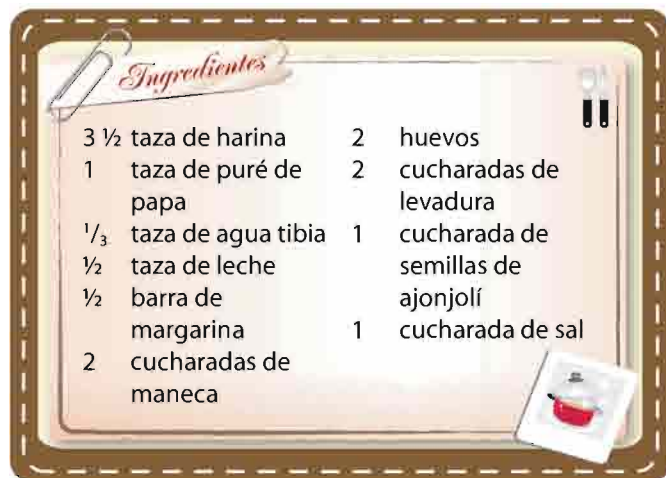 Ingredientes
3 ½ taza de harina
1 taza de puré de
papa
1/3 taza de agua tibia
½ taza de leche
½ barra de
margarina
2 cucharadas de
maneca
2 huevos
2 cucharadas de
levadura
1 cucharada de
semillas de
ajonjolí
1 cucharada de sal